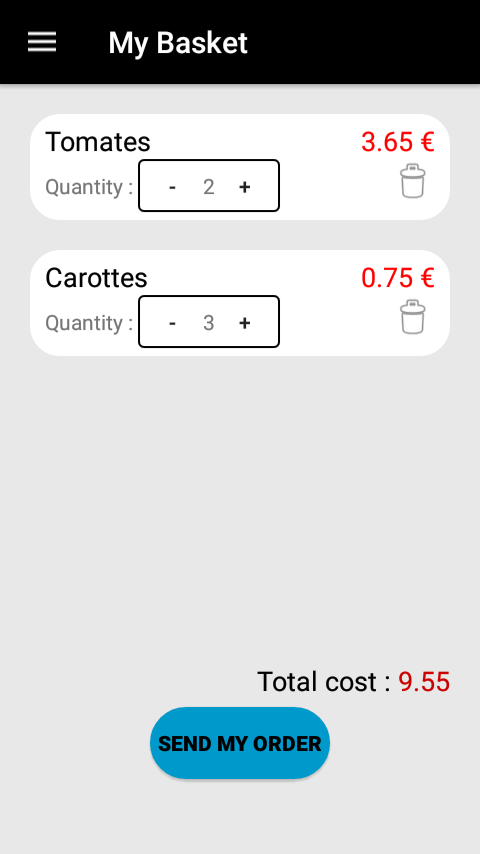 My Basket
Tomates 3.65 €
Quantity : - 2 +
Carottes 0.75 €
Quantity : - 3 +
Total cost : 9.55
SEND MY ORDER